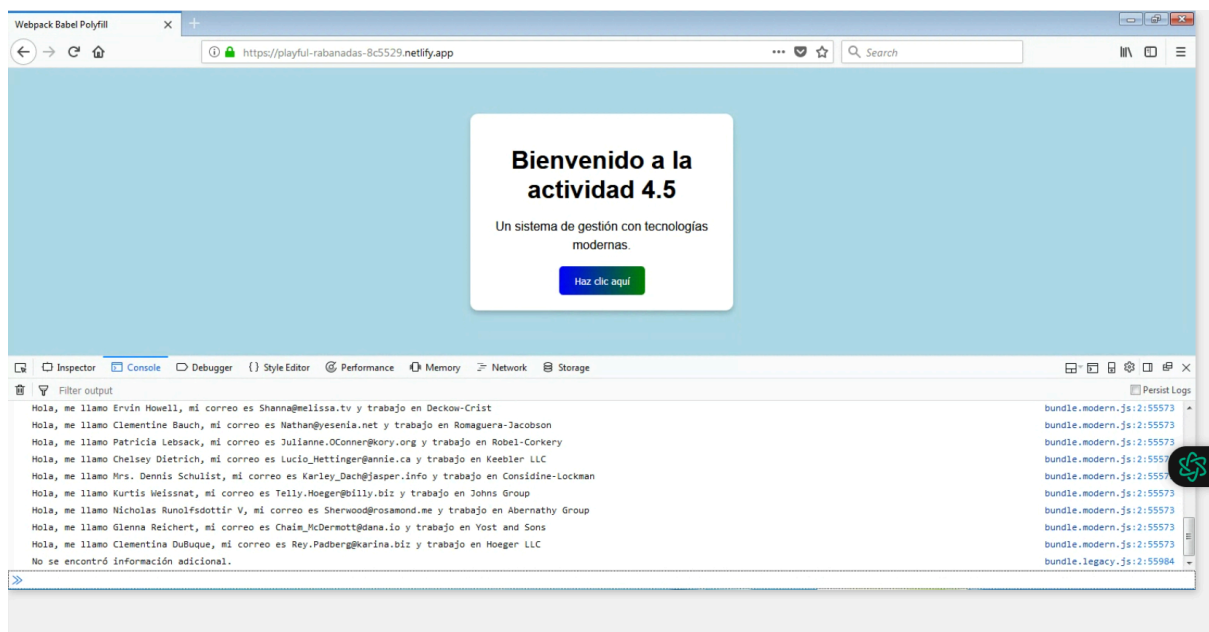 Webpack Babel Polyfill
https://playful-rabanadas-8c5529.netlify.app
Search
Bienvenido a la
actividad 4.5
Un sistema de gestión con tecnologías
modernas.
Haz clic aquí
Inspector Console Debugger { } Style Editor Performance Memory Network Storage
Filter output Persist Logs
Hola, me llamo Ervin Howell, mi correo es Shanna@melissa.tv y trabajo en Deckow-Crist bundle.modern.js:2:55573
Hola, me llamo Clementine Bauch, mi correo es Nathan@yesenia.net y trabajo en Romaguera-Jacobson bundle.modern.js:2:55573
Hola, me llamo Patricia Lebsack, mi correo es Julianne.OConner@kory.org y trabajo en Robel-Corkery bundle.modern.js:2:55573
Hola, me llamo Chelsey Dietrich, mi correo es Lucio_Hettinger@annie.ca y trabajo en Keebler LLC bundle.modern.js:2:5557
Hola, me llamo Mrs. Dennis Schulist, mi correo es Karley_Dach@jasper.info y trabajo en Considine-Lockman bundle.modern.js:2:5557
Hola, me llamo Kurtis Weissnat, mi correo es Telly.Hoeger@billy.biz y trabajo en Johns Group bundle.modern.js:2:55573
Hola, me llamo Nicholas Runolfsdottir V, mi correo es Sherwood@rosamond.me y trabajo en Abernathy Group bundle.modern.js:2:55573
Hola, me llamo Glenna Reichert, mi correo es Chaim_McDermott@dana.io y trabajo en Yost and Sons bundle.modern.js:2:55573
Hola, me llamo Clementina DuBuque, mi correo es Rey.Padberg@karina.biz y trabajo en Hoeger LLC bundle.modern.js:2:55573
No se encontró información adicional. bundle.legacy.js:2:55984